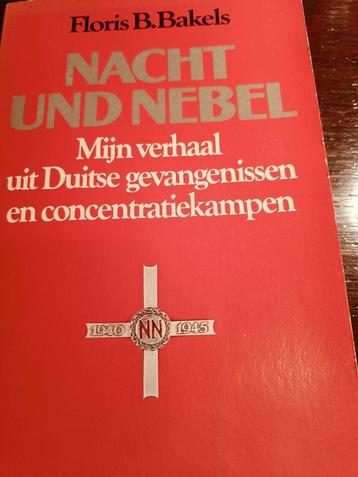 Floris B. Bakels
NACHT
UND NEBEL
Mijn verhaal
uit Duitse gevangenissen
en concentratiekampen
1940 NN 1945